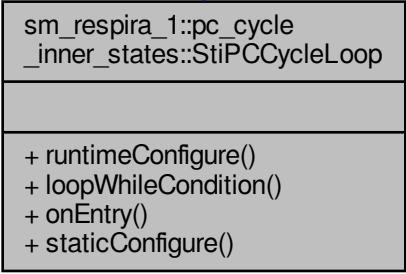 sm_respira_1::pc_cycle
_inner_states::StiPCCycleLoop
+ runtimeConfigure()
+ loopWhileCondition()
+ onEntry()
+ staticConfigure()